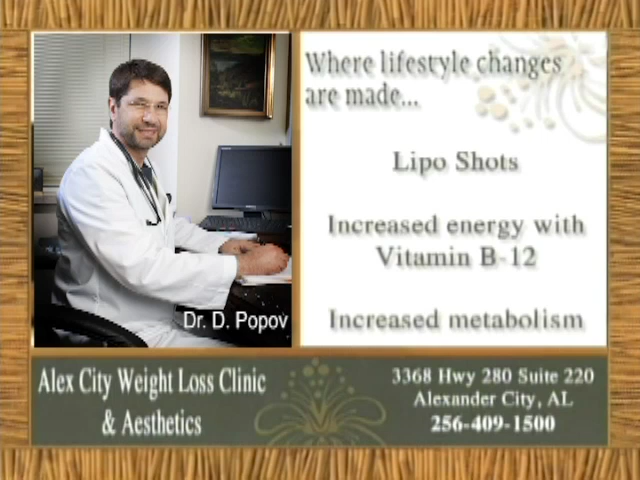 Where lifestyle changes
are made...
Lipo Shots
Increased energy with
Vitamin B-12
Increased metabolism
Dr. D. Popov
Alex City Weight Loss Clinic
& Aesthetics
3368 Hwy 280 Suite 220
Alexander City, AL
256-409-1500